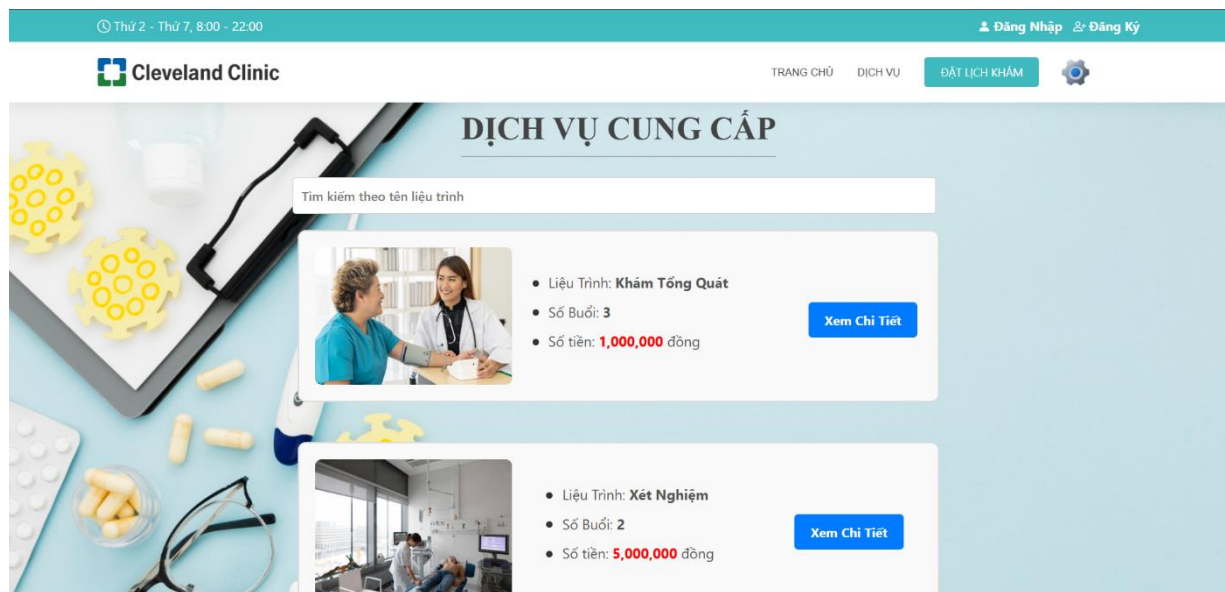 Thứ 2 - Thứ 7, 8:00 - 22:00
Đăng Nhập Đăng Ký
Cleveland Clinic
TRANG CHỦ DỊCH VỤ ĐẶT LỊCH KHÁM
DỊCH VỤ CUNG CẤP
Tìm kiếm theo tên liệu trình
Liệu Trình: Khám Tổng Quát
Số Buổi: 3
Số tiền: 1,000,000 đồng
Xem Chi Tiết
Liệu Trình: Xét Nghiệm
Số Buổi: 2
Số tiền: 5,000,000 đồng
Xem Chi Tiết